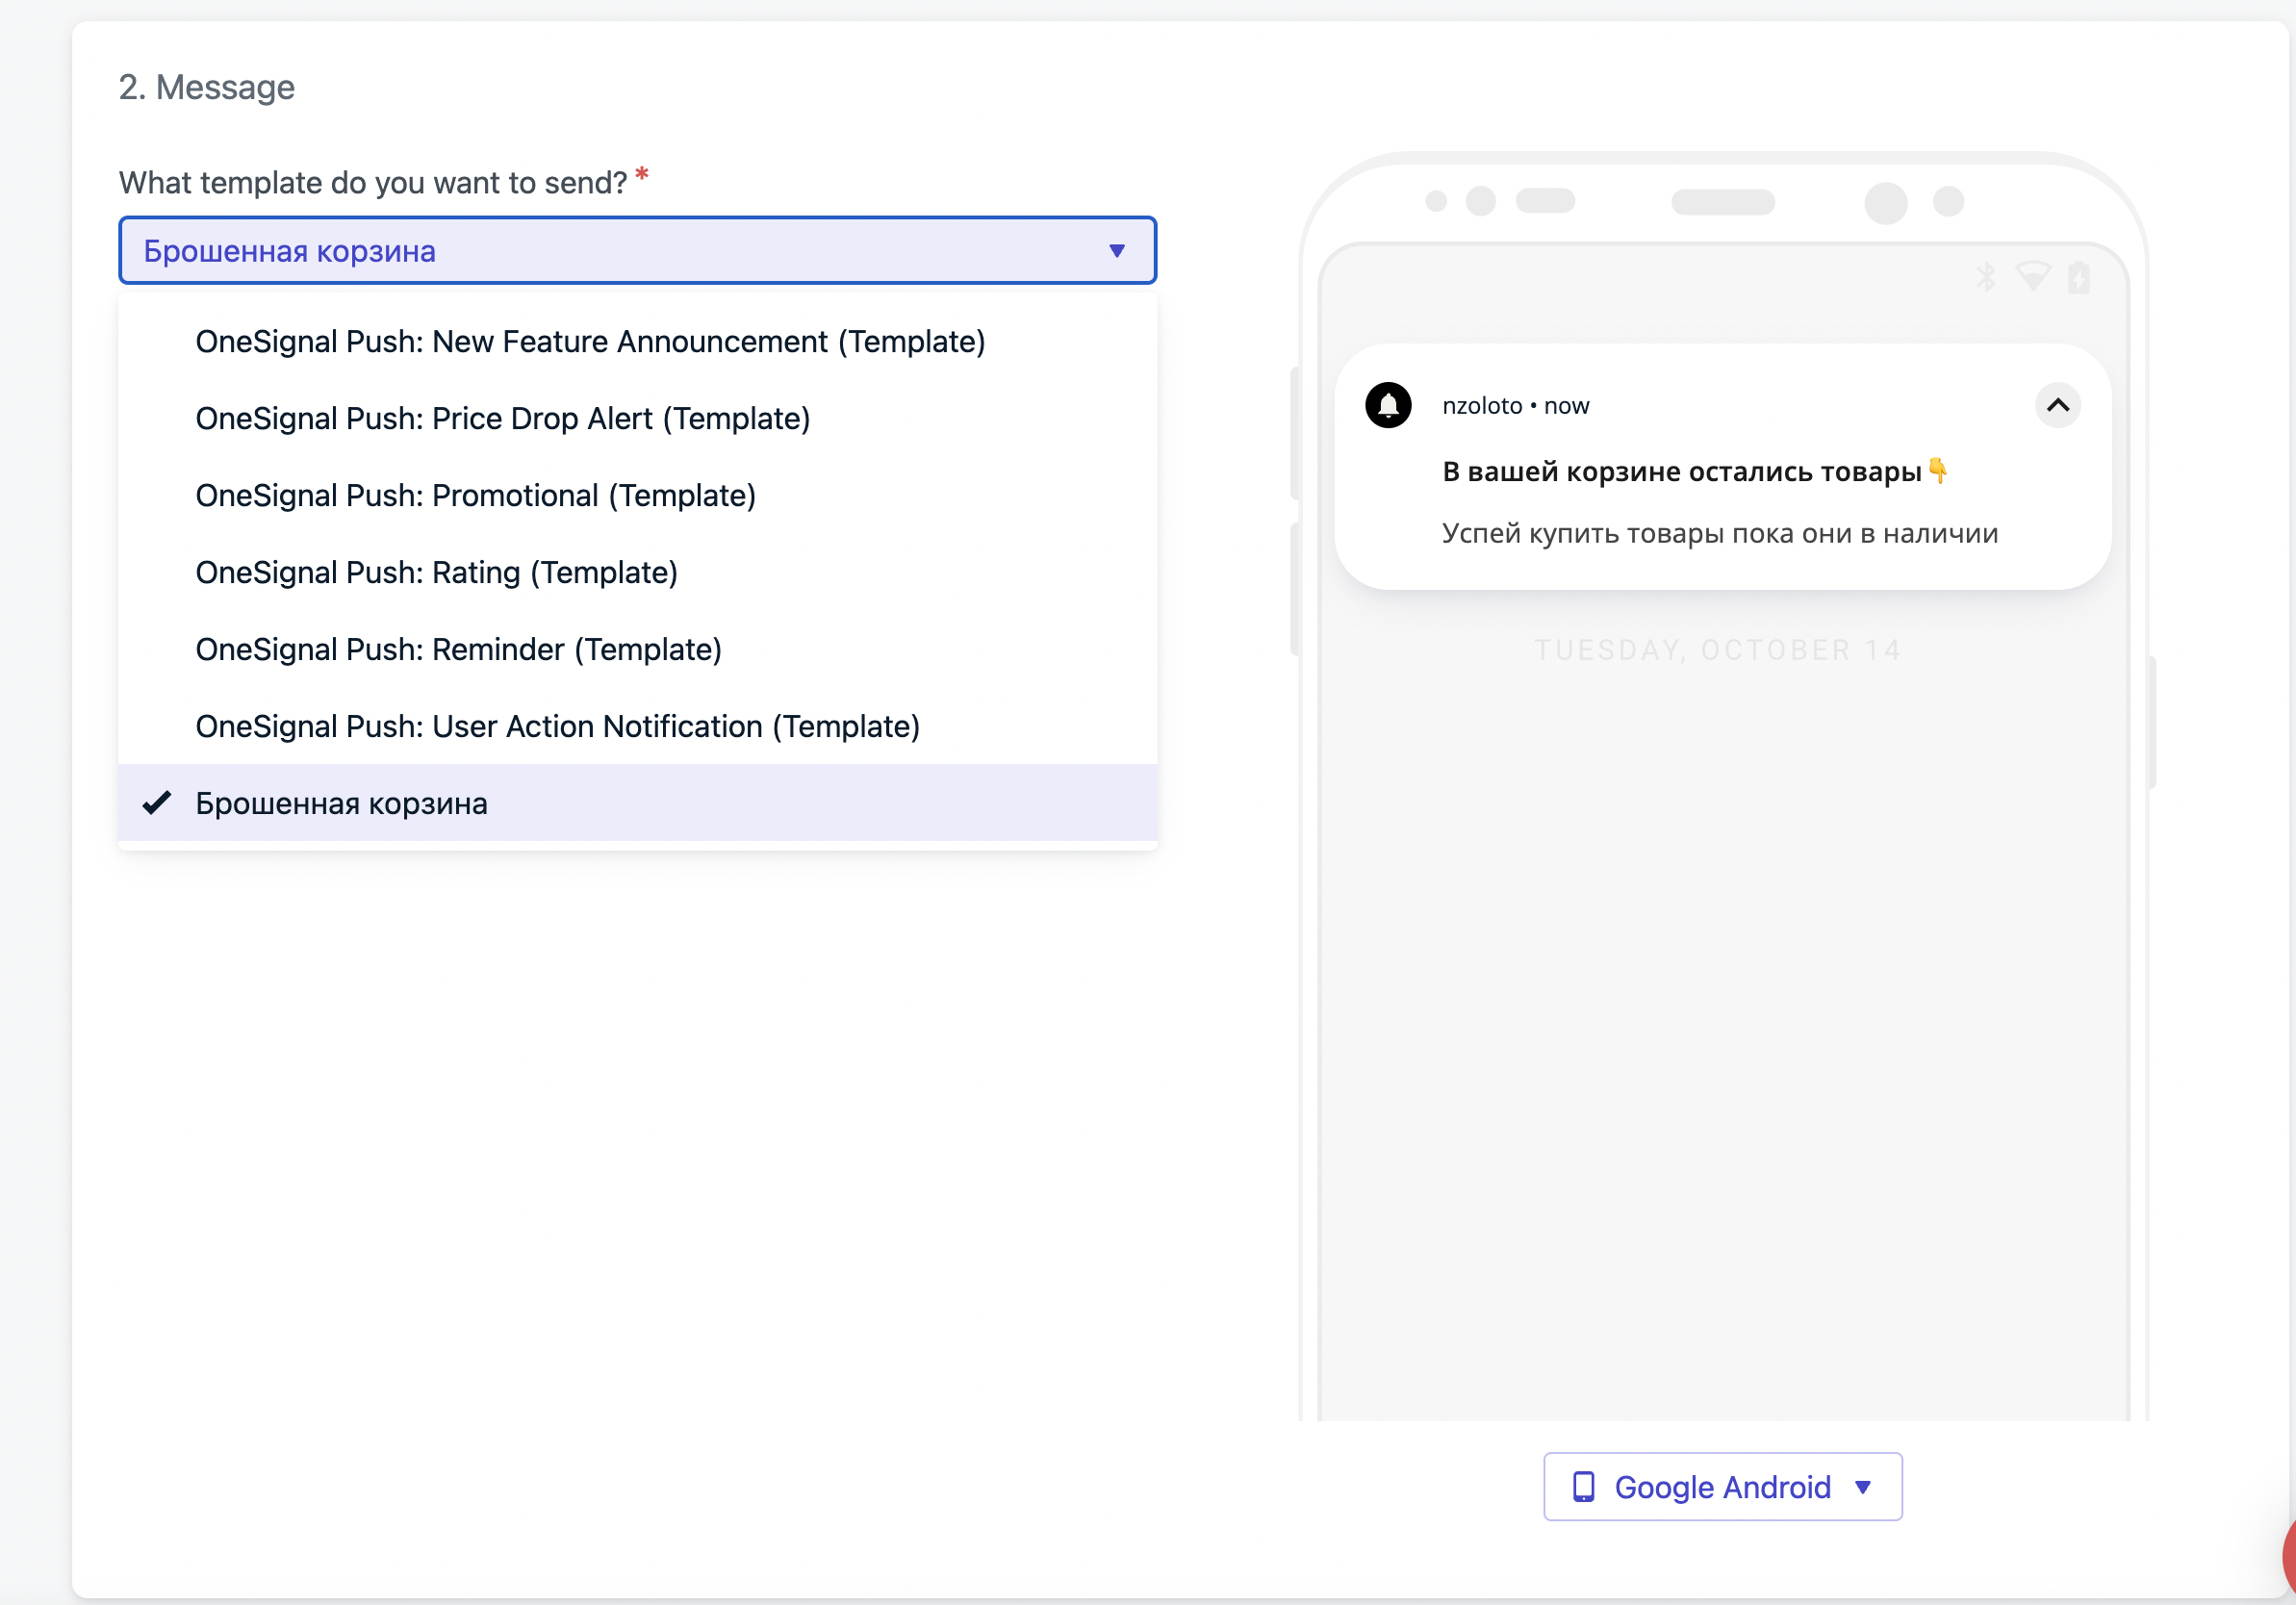 2. Message
What template do you want to send? *
Брошенная корзина
OneSignal Push: New Feature Announcement (Template)
OneSignal Push: Price Drop Alert (Template)
OneSignal Push: Promotional (Template)
OneSignal Push: Rating (Template)
OneSignal Push: Reminder (Template)
OneSignal Push: User Action Notification (Template)
Брошенная корзина
nzoloto • now
В вашей корзине остались товары👇
Успей купить товары пока они в наличии
TUESDAY, OCTOBER 14
Google Android